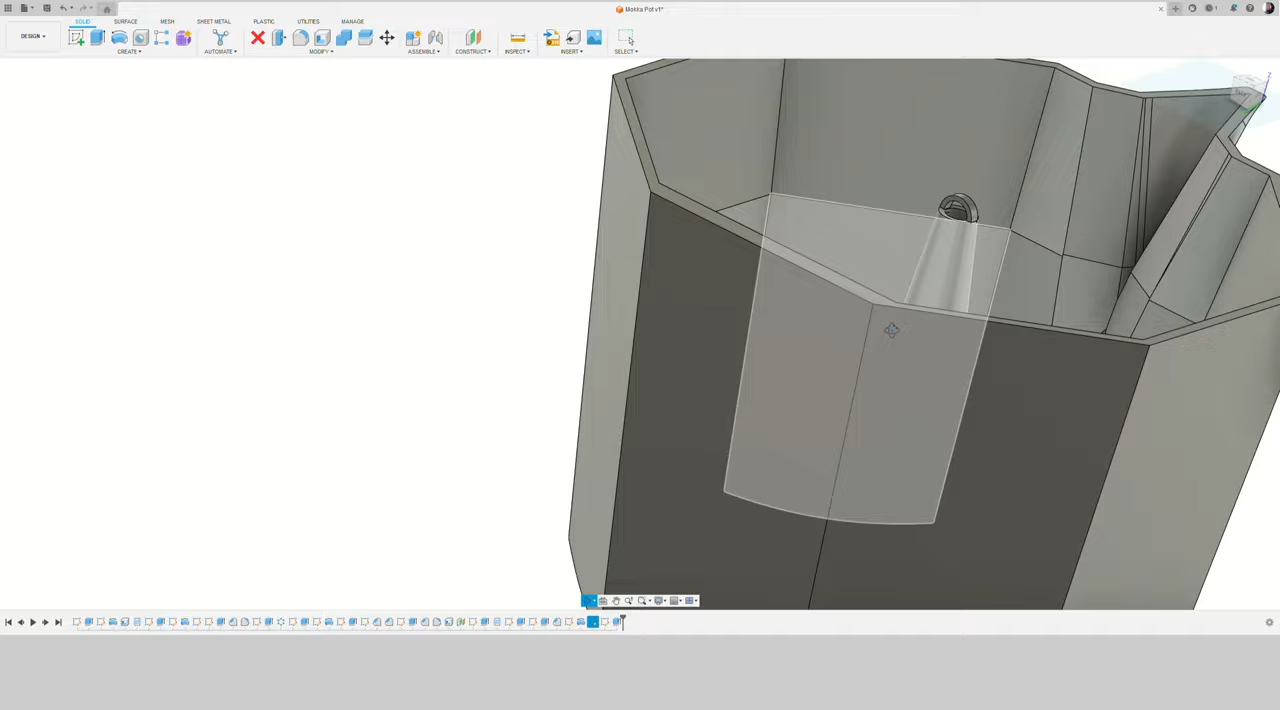 Mokka Pot v1*
1
DESIGN
SOLID
SURFACE
MESH
SHEET METAL
PLASTIC
UTILITIES
MANAGE
CREATE
AUTOMATE
MODIFY
ASSEMBLE
CONSTRUCT
INSPECT
INSERT
SELECT
Z